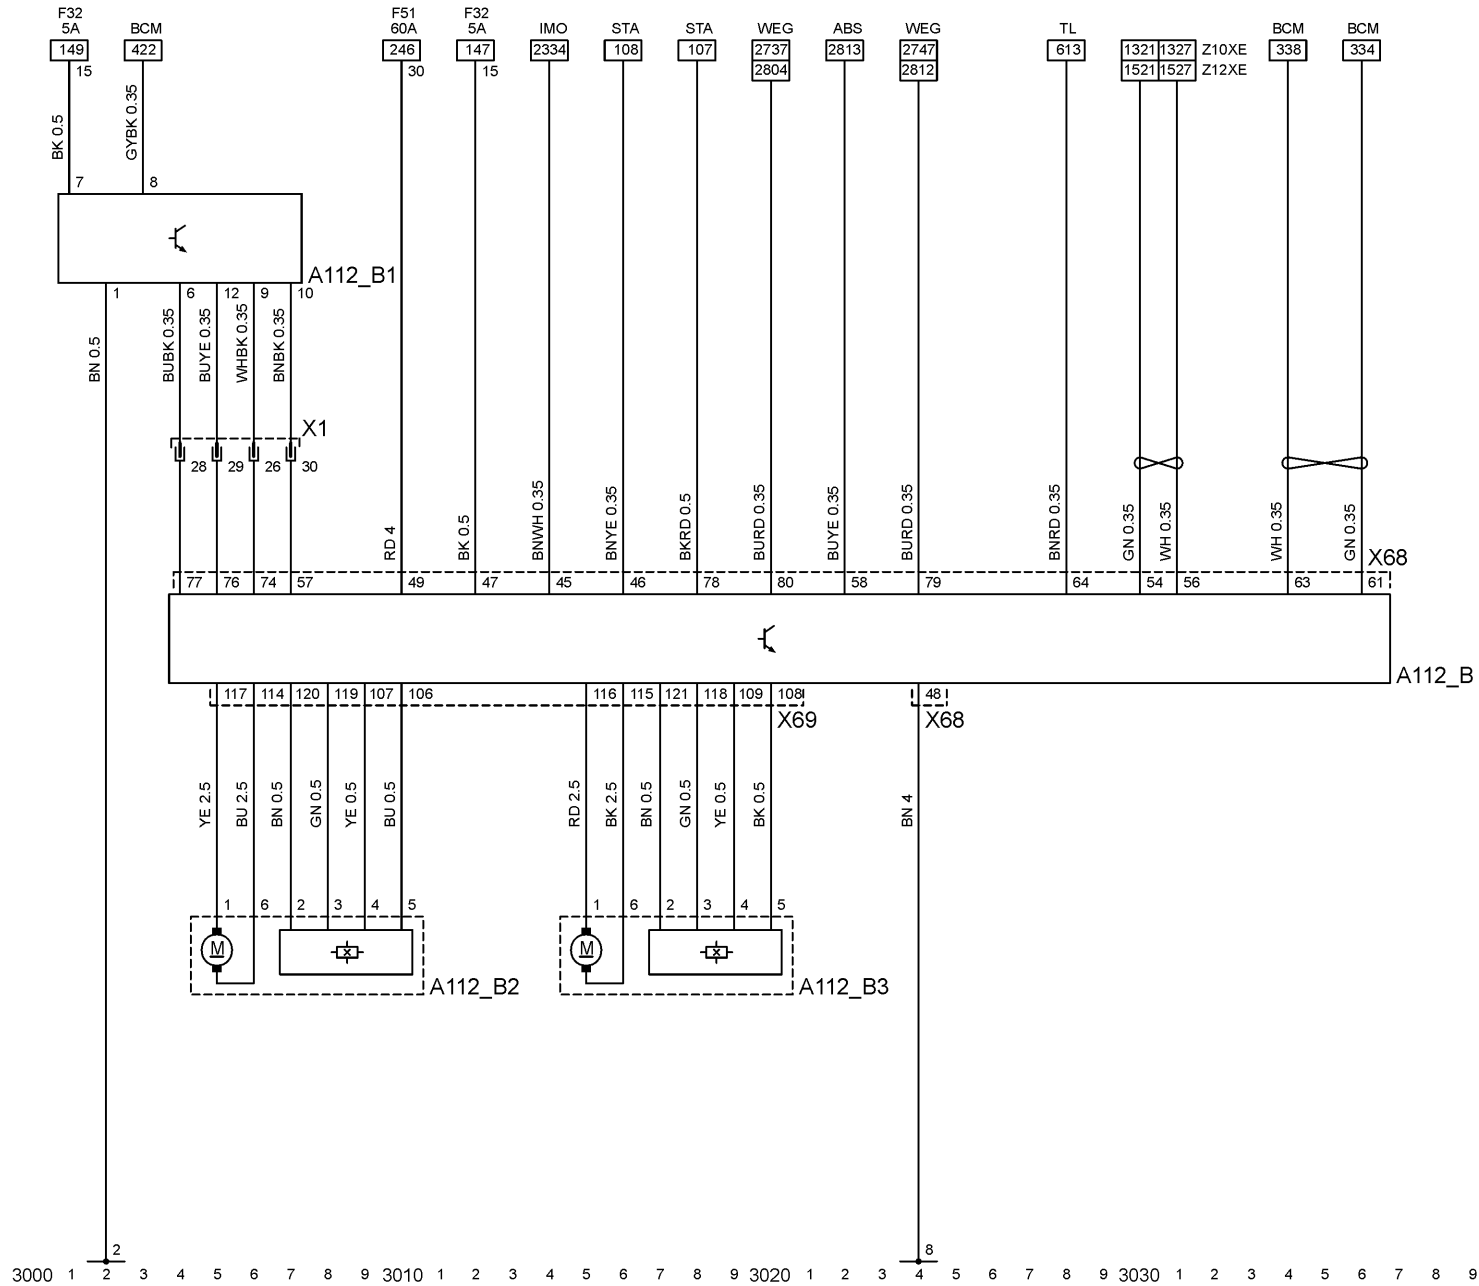 F32 F51 F32
5A BCM 60A 5A IMO STA STA WEG ABS WEG TL BCM BCM
149 422 246 147 2334 108 107 2737 2813 2747 613 1321 1327 Z10XE 338 334
15 30 15 2804 2812 1521 1527 Z12XE
BK 0.5 GYBK 0.35
7 8
A112_B1
1 6 12 9 10
BN 0.5 BUBK 0.35 BUYE 0.35 WHBK 0.35 BNBK 0.35
X1
28 29 26 30
RD 4 BK 0.5 BNWH 0.35 BNYE 0.35 BKRD 0.5 BURD 0.35 BUYE 0.35 BURD 0.35 BNRD 0.35 GN 0.35 WH 0.35 WH 0.35 GN 0.35
X68
77 76 74 57 49 47 45 46 78 80 58 79 64 54 56 63 61
A112_B
117 114 120 119 107 106 116 115 121 118 109 108 48
X69 X68
YE 2.5 BU 2.5 BN 0.5 GN 0.5 YE 0.5 BU 0.5 RD 2.5 BK 2.5 BN 0.5 GN 0.5 YE 0.5 BK 0.5 BN 4
1 6 2 3 4 5 1 6 2 3 4 5
M M
A112_B2 A112_B3
2 8
3000 1 2 3 4 5 6 7 8 9 3010 1 2 3 4 5 6 7 8 9 3020 1 2 3 4 5 6 7 8 9 3030 1 2 3 4 5 6 7 8 9